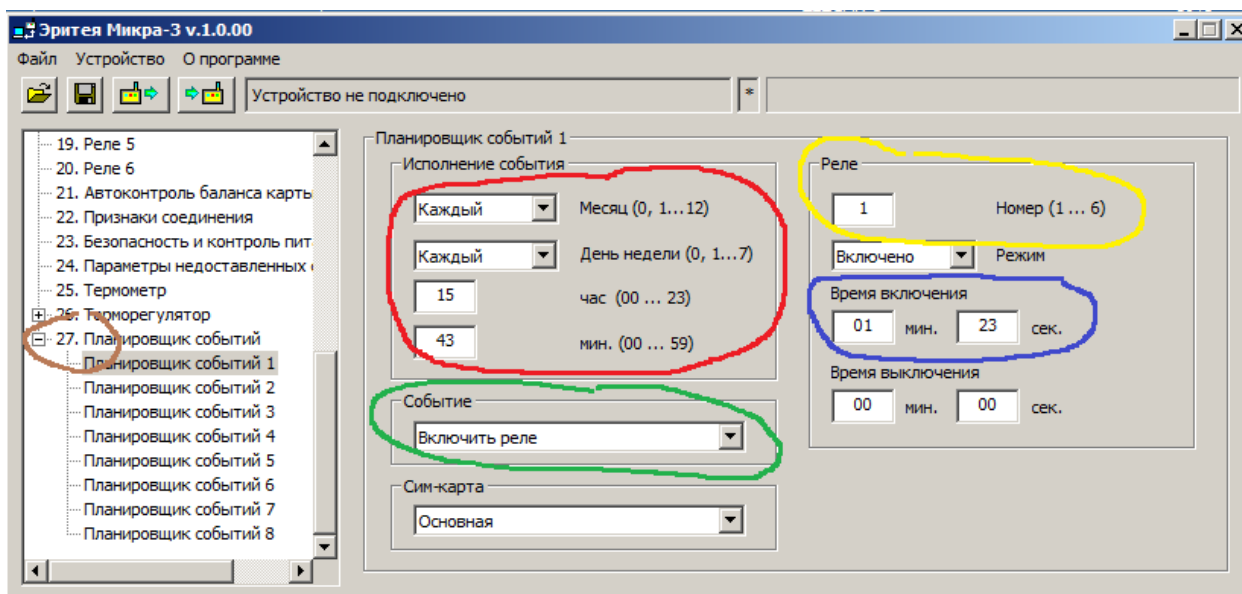 Эритея Микра-3 v.1.0.00
Файл Устройство О программе
Устройство не подключено *
19. Реле 5
20. Реле 6
21. Автоконтроль баланса карты
22. Признаки соединения
23. Безопасность и контроль пит
24. Параметры недоставленных
25. Термометр
26. Терморегулятор
27. Планировщик событий
Планировщик событий 1
Планировщик событий 2
Планировщик событий 3
Планировщик событий 4
Планировщик событий 5
Планировщик событий 6
Планировщик событий 7
Планировщик событий 8
Планировщик событий 1
Исполнение события
Каждый Месяц (0, 1...12)
Каждый День недели (0, 1...7)
15 час (00 ... 23)
43 мин. (00 ... 59)
Событие
Включить реле
Сим-карта
Основная
Реле
1 Номер (1 ... 6)
Включено Режим
Время включения
01 мин. 23 сек.
Время выключения
00 мин. 00 сек.